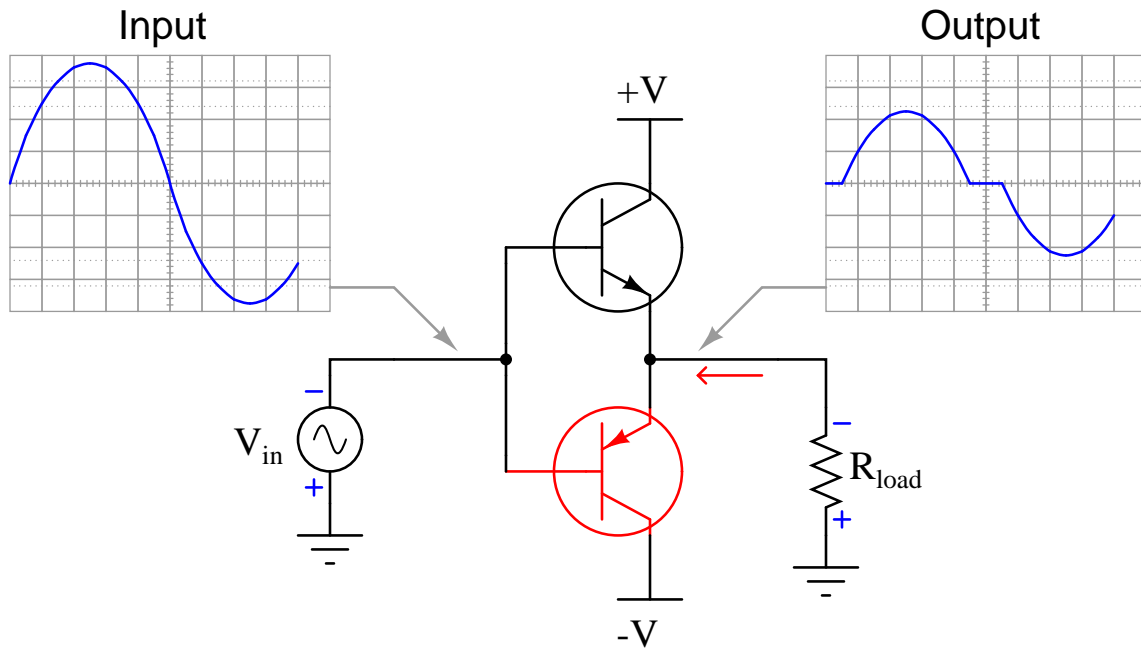 Input
Output
+V
−
V_in
+
−
R_load
+
-V